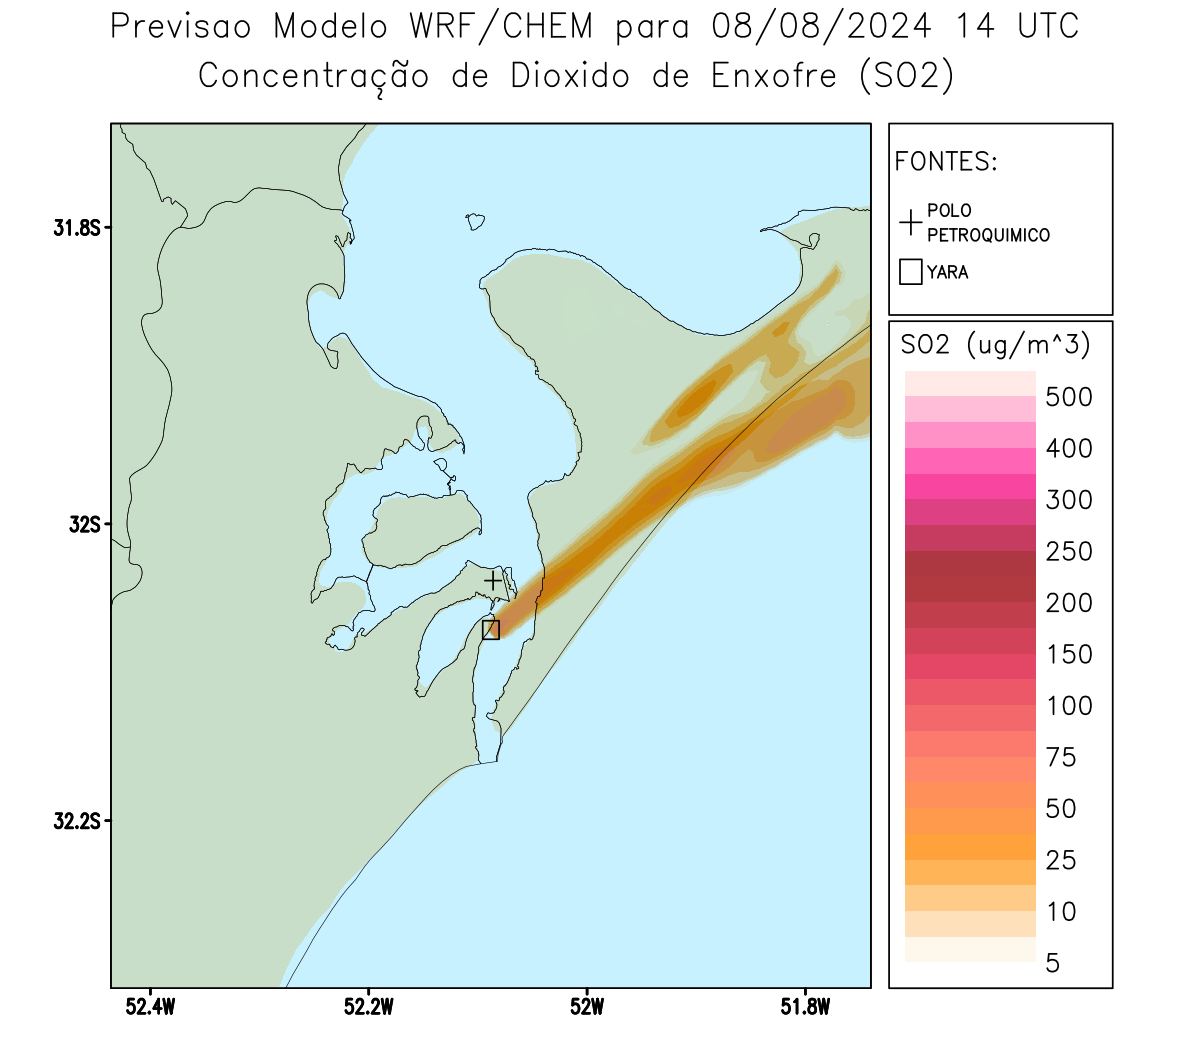 Previsao Modelo WRF/CHEM para 08/08/2024 14 UTC
Concentração de Dioxido de Enxofre (SO2)
FONTES:
POLO
PETROQUIMICO
YARA
SO2 (ug/m^3)
500
400
300
250
200
150
100
75
50
25
10
5
31.8S
32S
32.2S
52.4W
52.2W
52W
51.8W